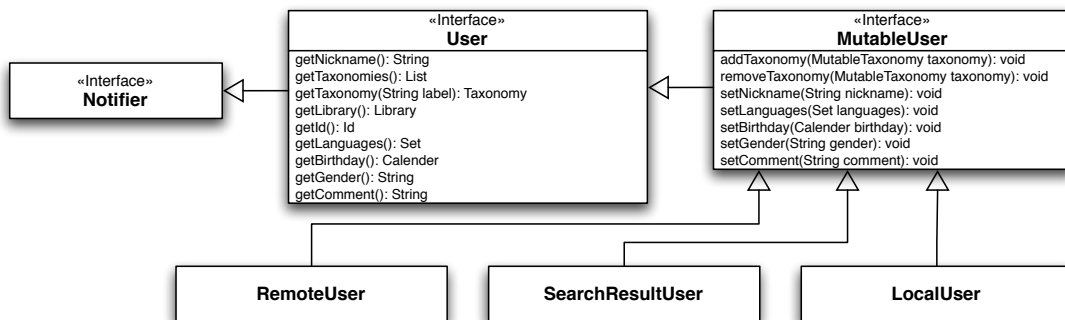 «Interface»
Notifier
«Interface»
User
getNickname(): String
getTaxonomies(): List
getTaxonomy(String label): Taxonomy
getLibrary(): Library
getId(): Id
getLanguages(): Set
getBirthday(): Calender
getGender(): String
getComment(): String
«Interface»
MutableUser
addTaxonomy(MutableTaxonomy taxonomy): void
removeTaxonomy(MutableTaxonomy taxonomy): void
setNickname(String nickname): void
setLanguages(Set languages): void
setBirthday(Calender birthday): void
setGender(String gender): void
setComment(String comment): void
RemoteUser
SearchResultUser
LocalUser